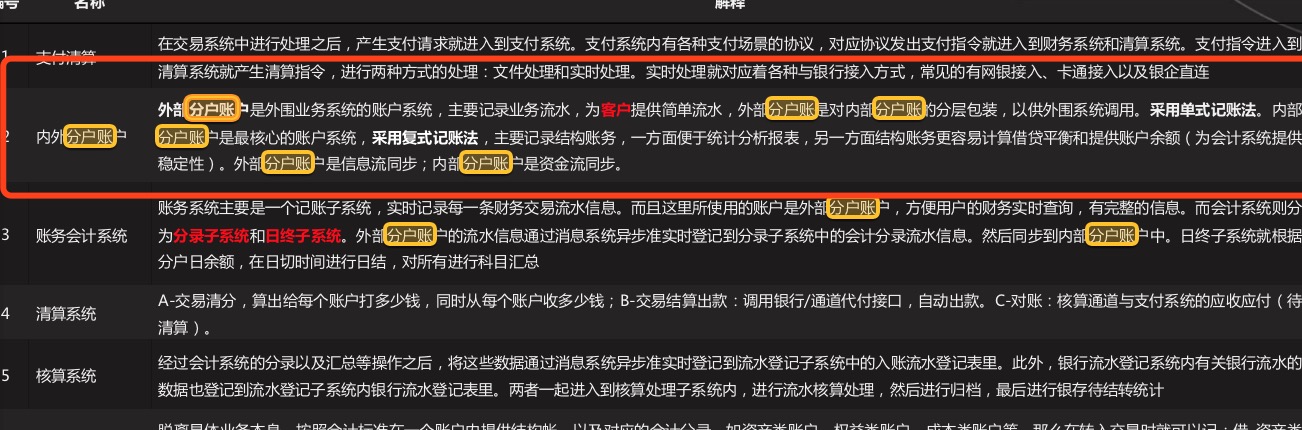 编号 名称 解释
1 支付清算
在交易系统中进行处理之后，产生支付请求就进入到支付系统。支付系统内有各种支付场景的协议，对应协议发出支付指令就进入到财务系统和清算系统。支付指令进入到
清算系统就产生清算指令，进行两种方式的处理：文件处理和实时处理。实时处理就对应着各种与银行接入方式，常见的有网银接入、卡通接入以及银企直连
2 内外分户账户
外部分户账户是外围业务系统的账户系统，主要记录业务流水，为客户提供简单流水，外部分户账是对内部分户账的分层包装，以供外围系统调用。采用单式记账法。内部
分户账户是最核心的账户系统，采用复式记账法，主要记录结构账务，一方面便于统计分析报表，另一方面结构账务更容易计算借贷平衡和提供账户余额（为会计系统提供
稳定性）。外部分户账户是信息流同步；内部分户账户是资金流同步。
3 账务会计系统
账务系统主要是一个记账子系统，实时记录每一条财务交易流水信息。而且这里所使用的账户是外部分户账户，方便用户的财务实时查询，有完整的信息。而会计系统则分
为分录子系统和日终子系统。外部分户账户的流水信息通过消息系统异步准实时登记到分录子系统中的会计分录流水信息。然后同步到内部分户账户中。日终子系统就根据
分户日余额，在日切时间进行日结，对所有进行科目汇总
4 清算系统
A-交易清分，算出给每个账户打多少钱，同时从每个账户收多少钱；B-交易结算出款：调用银行/通道代付接口，自动出款。C-对账：核算通道与支付系统的应收应付（待
清算）。
5 核算系统
经过会计系统的分录以及汇总等操作之后，将这些数据通过消息系统异步准实时登记到流水登记子系统中的入账流水登记表里。此外，银行流水登记系统内有关银行流水的
数据也登记到流水登记子系统内银行流水登记表里。两者一起进入到核算处理子系统内，进行流水核算处理，然后进行归档，最后进行银存待结转统计